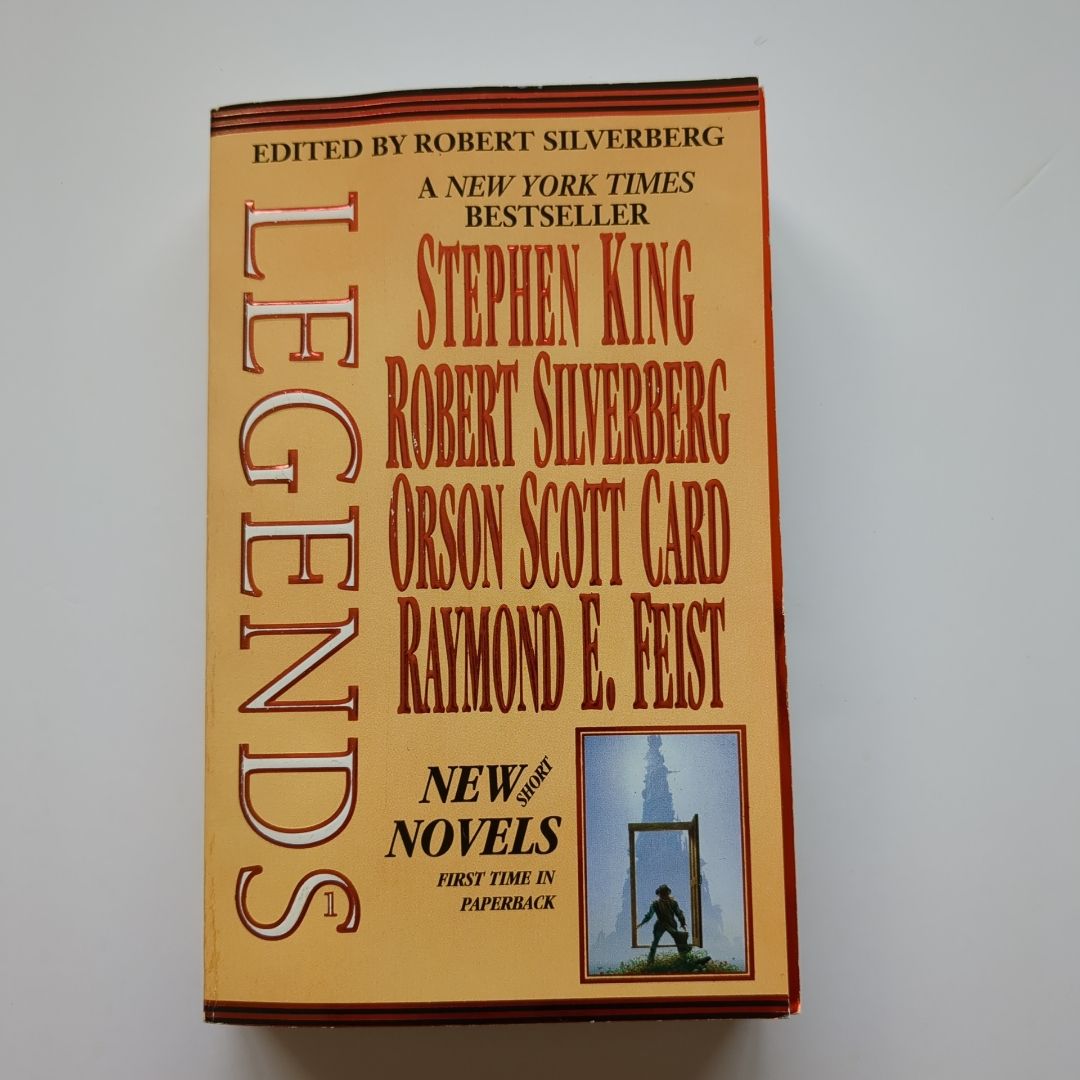 EDITED BY ROBERT SILVERBERG
A NEW YORK TIMES
BESTSELLER
LEGENDS
1
STEPHEN KING
ROBERT SILVERBERG
ORSON SCOTT CARD
RAYMOND E. FEIST
NEW SHORT
NOVELS
FIRST TIME IN
PAPERBACK